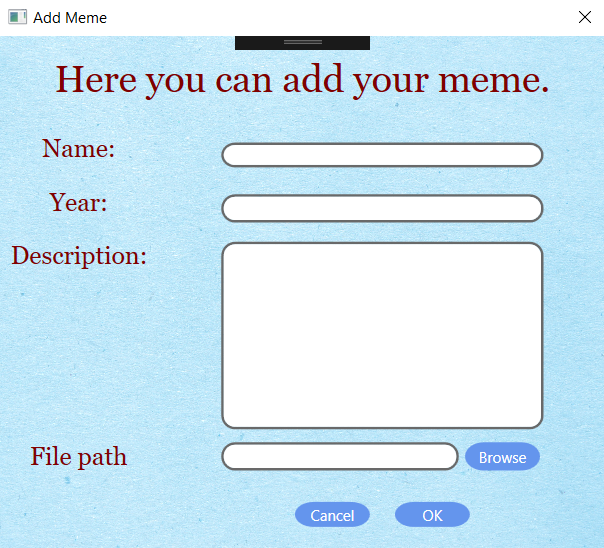 Add Meme
Here you can add your meme.
Name:
Year:
Description:
File path
Browse
Cancel
OK